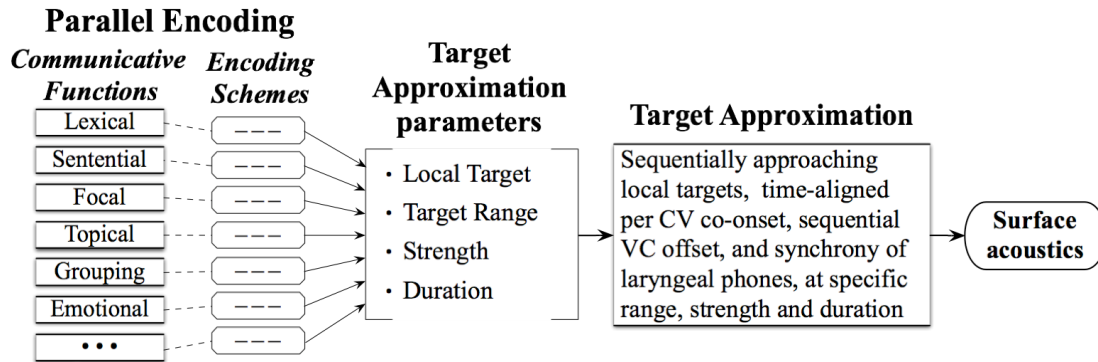 Parallel Encoding
Communicative
Functions
Encoding
Schemes
Lexical
Sentential
Focal
Topical
Grouping
Emotional
• • •
– – –
– – –
– – –
– – –
– – –
– – –
– – –
Target
Approximation
parameters
• Local Target
• Target Range
• Strength
• Duration
Target Approximation
Sequentially approaching
local targets, time-aligned
per CV co-onset, sequential
VC offset, and synchrony of
laryngeal phones, at specific
range, strength and duration
Surface
acoustics